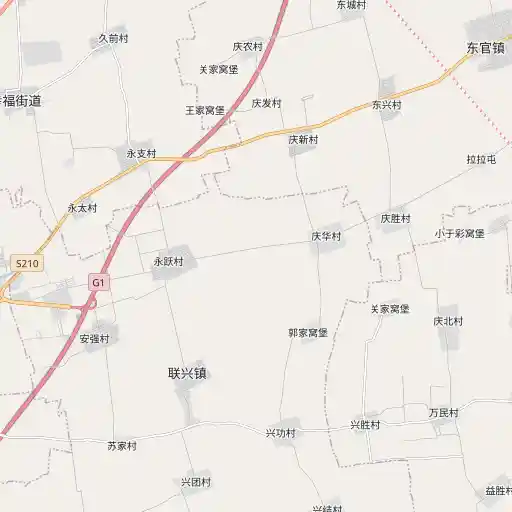 东城村
久前村
庆农村
东官镇
关家窝堡
福街道
庆发村
东兴村
王家窝堡
庆新村
永支村
拉拉屯
永太村
庆胜村
小于彩窝堡
庆华村
S210
永跃村
G1
关家窝堡
庆北村
安强村
郭家窝堡
联兴镇
万民村
兴胜村
兴功村
苏家村
兴团村
益胜村
兴结村